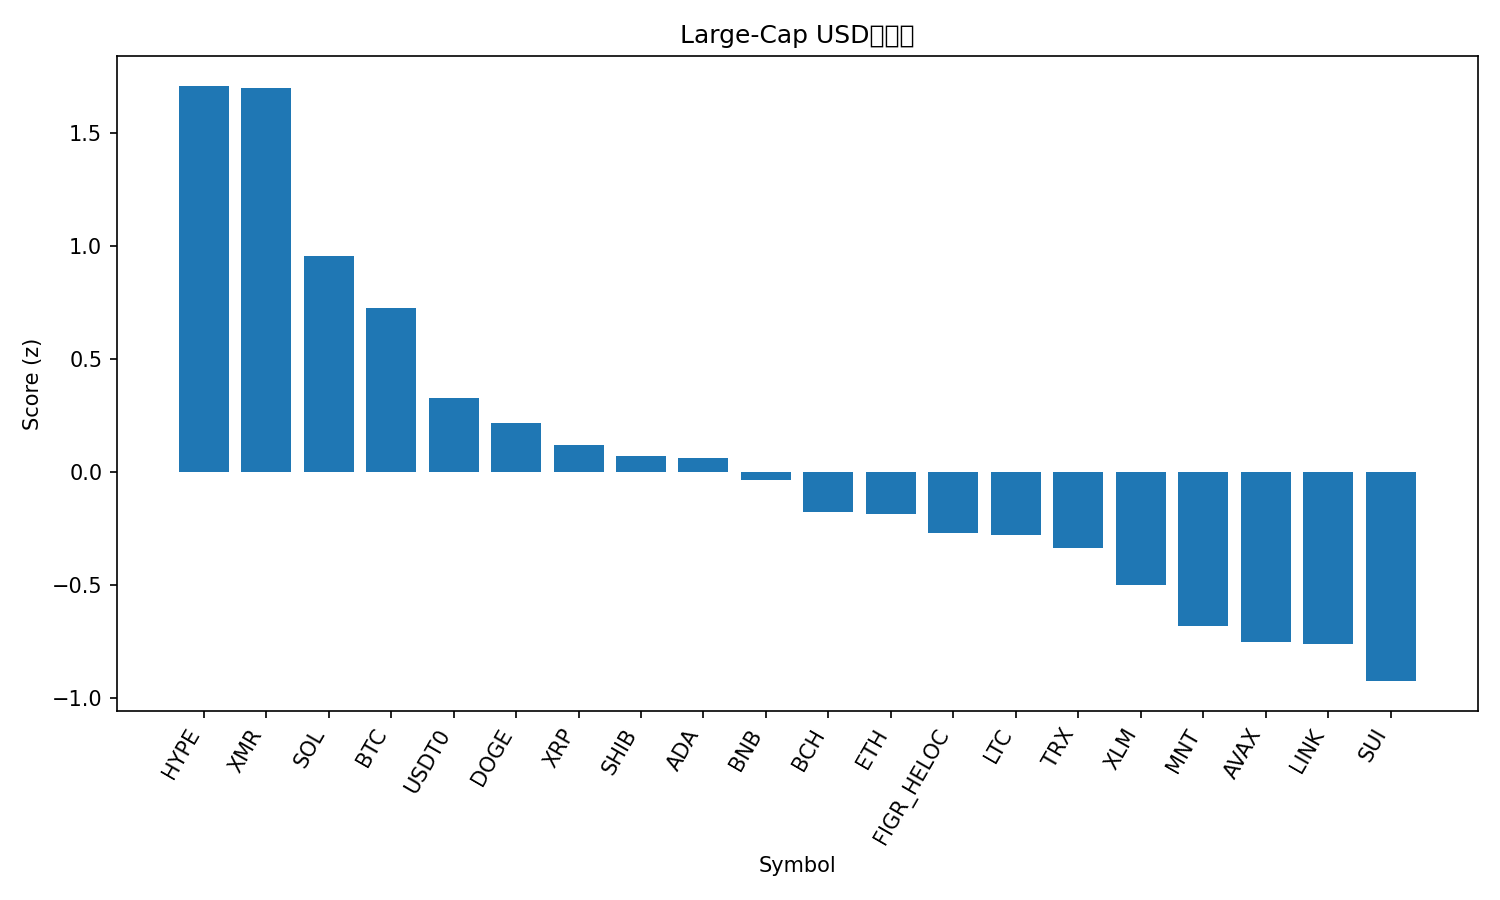 Large-Cap USD
1.5
1.0
0.5
0.0
−0.5
−1.0
Score (z)
HYPE
XMR
SOL
BTC
USDT0
DOGE
XRP
SHIB
ADA
BNB
BCH
ETH
FIGR_HELOC
LTC
TRX
XLM
MNT
AVAX
LINK
SUI
Symbol